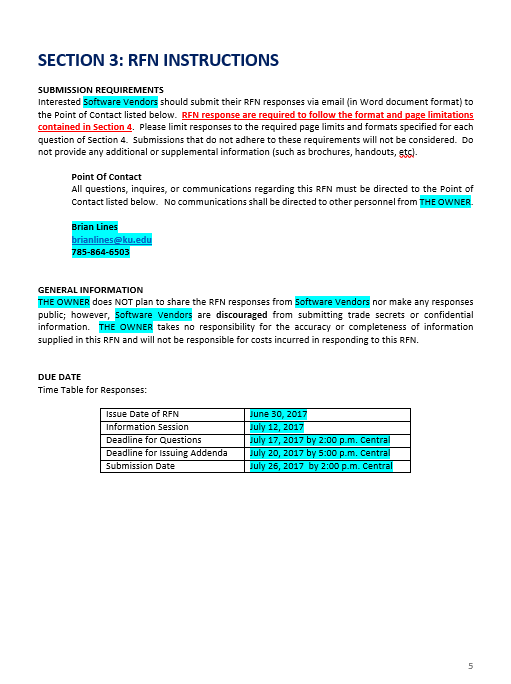 SECTION 3: RFN INSTRUCTIONS
SUBMISSION REQUIREMENTS
Interested Software Vendors should submit their RFN responses via email (in Word document format) to
the Point of Contact listed below. RFN response are required to follow the format and page limitations
contained in Section 4. Please limit responses to the required page limits and formats specified for each
question of Section 4. Submissions that do not adhere to these requirements will not be considered. Do
not provide any additional or supplemental information (such as brochures, handouts, etc).
Point Of Contact
All questions, inquires, or communications regarding this RFN must be directed to the Point of
Contact listed below. No communications shall be directed to other personnel from THE OWNER.
Brian Lines
brianlines@ku.edu
785-864-6503
GENERAL INFORMATION
THE OWNER does NOT plan to share the RFN responses from Software Vendors nor make any responses
public; however, Software Vendors are discouraged from submitting trade secrets or confidential
information. THE OWNER takes no responsibility for the accuracy or completeness of information
supplied in this RFN and will not be responsible for costs incurred in responding to this RFN.
DUE DATE
Time Table for Responses:
Issue Date of RFN June 30, 2017
Information Session July 12, 2017
Deadline for Questions July 17, 2017 by 2:00 p.m. Central
Deadline for Issuing Addenda July 20, 2017 by 5:00 p.m. Central
Submission Date July 26, 2017 by 2:00 p.m. Central
5